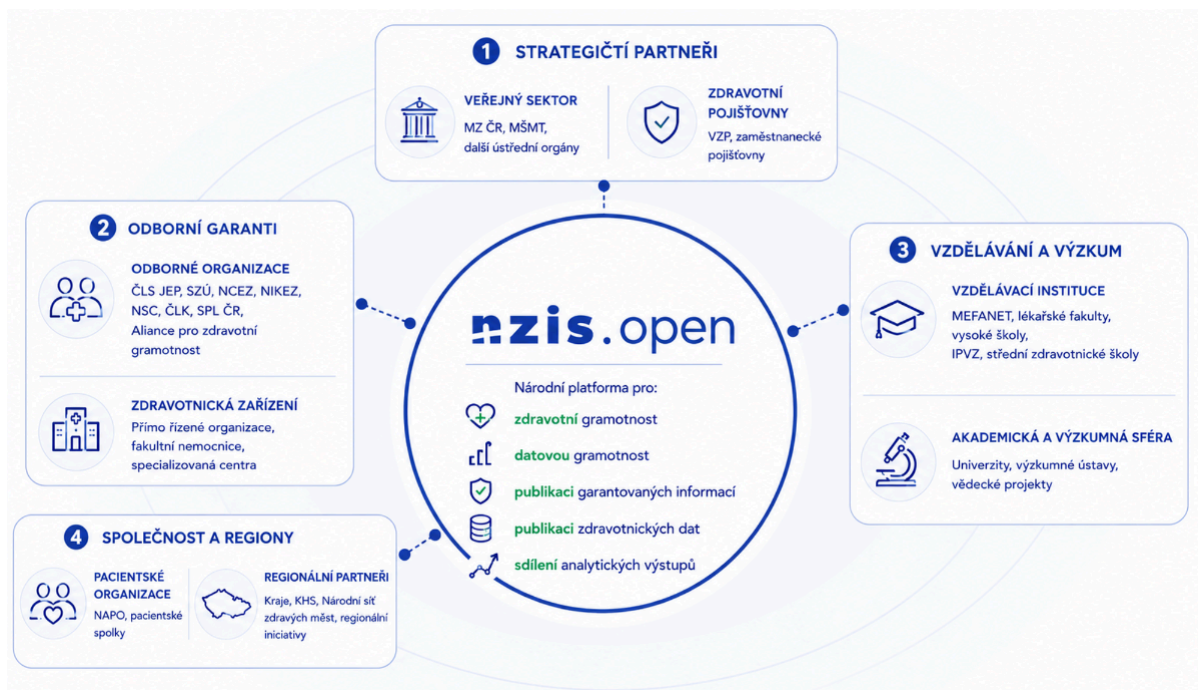 1 STRATEGIČTÍ PARTNEŘI
VEŘEJNÝ SEKTOR
MZ ČR, MŠMT,
další ústřední orgány
ZDRAVOTNÍ
POJIŠŤOVNY
VZP, zaměstnanecké
pojišťovny
2 ODBORNÍ GARANTI
ODBORNÉ ORGANIZACE
ČLS JEP, SZÚ, NCEZ, NIKEZ,
NSC, ČLK, SPL ČR,
Aliance pro zdravotní
gramotnost
ZDRAVOTNICKÁ ZAŘÍZENÍ
Přímo řízené organizace,
fakultní nemocnice,
specializovaná centra
nzis.open
Národní platforma pro:
zdravotní gramotnost
datovou gramotnost
publikaci garantovaných informací
publikaci zdravotnických dat
sdílení analytických výstupů
3 VZDĚLÁVÁNÍ A VÝZKUM
VZDĚLÁVACÍ INSTITUCE
MEFANET, lékařské fakulty,
vysoké školy,
IPVZ, střední zdravotnické školy
AKADEMICKÁ A VÝZKUMNÁ SFÉRA
Univerzity, výzkumné ústavy,
vědecké projekty
4 SPOLEČNOST A REGIONY
PACIENTSKÉ
ORGANIZACE
NAPO, pacientské
spolky
REGIONÁLNÍ PARTNEŘI
Kraje, KHS, Národní síť
zdravých měst, regionální
iniciativy